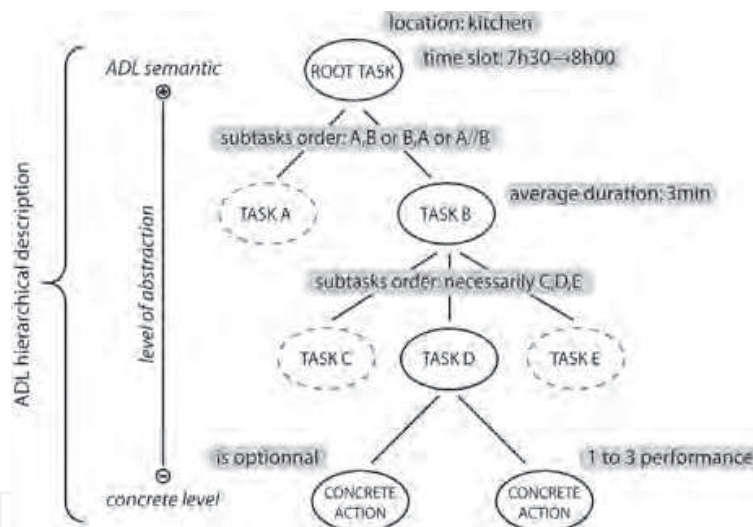 location: kitchen
ADL semantic
ROOT TASK
time slot: 7h30→8h00
subtasks order: A,B or B,A or A//B
TASK A
TASK B
average duration: 3min
subtasks order: necessarily C,D,E
TASK C
TASK D
TASK E
is optionnal
1 to 3 performance
CONCRETE
ACTION
CONCRETE
ACTION
concrete level
level of abstraction
ADL hierarchical description